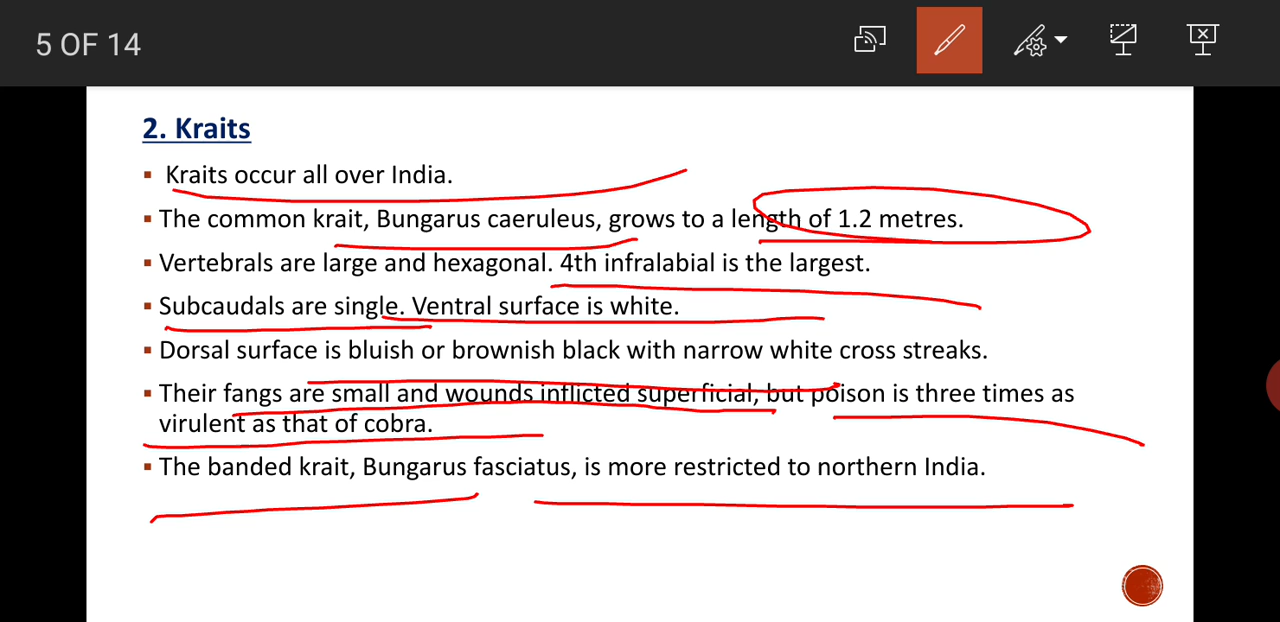 5 OF 14
2. Kraits
▪ Kraits occur all over India.
▪ The common krait, Bungarus caeruleus, grows to a length of 1.2 metres.
▪ Vertebrals are large and hexagonal. 4th infralabial is the largest.
▪ Subcaudals are single. Ventral surface is white.
▪ Dorsal surface is bluish or brownish black with narrow white cross streaks.
▪ Their fangs are small and wounds inflicted superficial, but poison is three times as
virulent as that of cobra.
▪ The banded krait, Bungarus fasciatus, is more restricted to northern India.